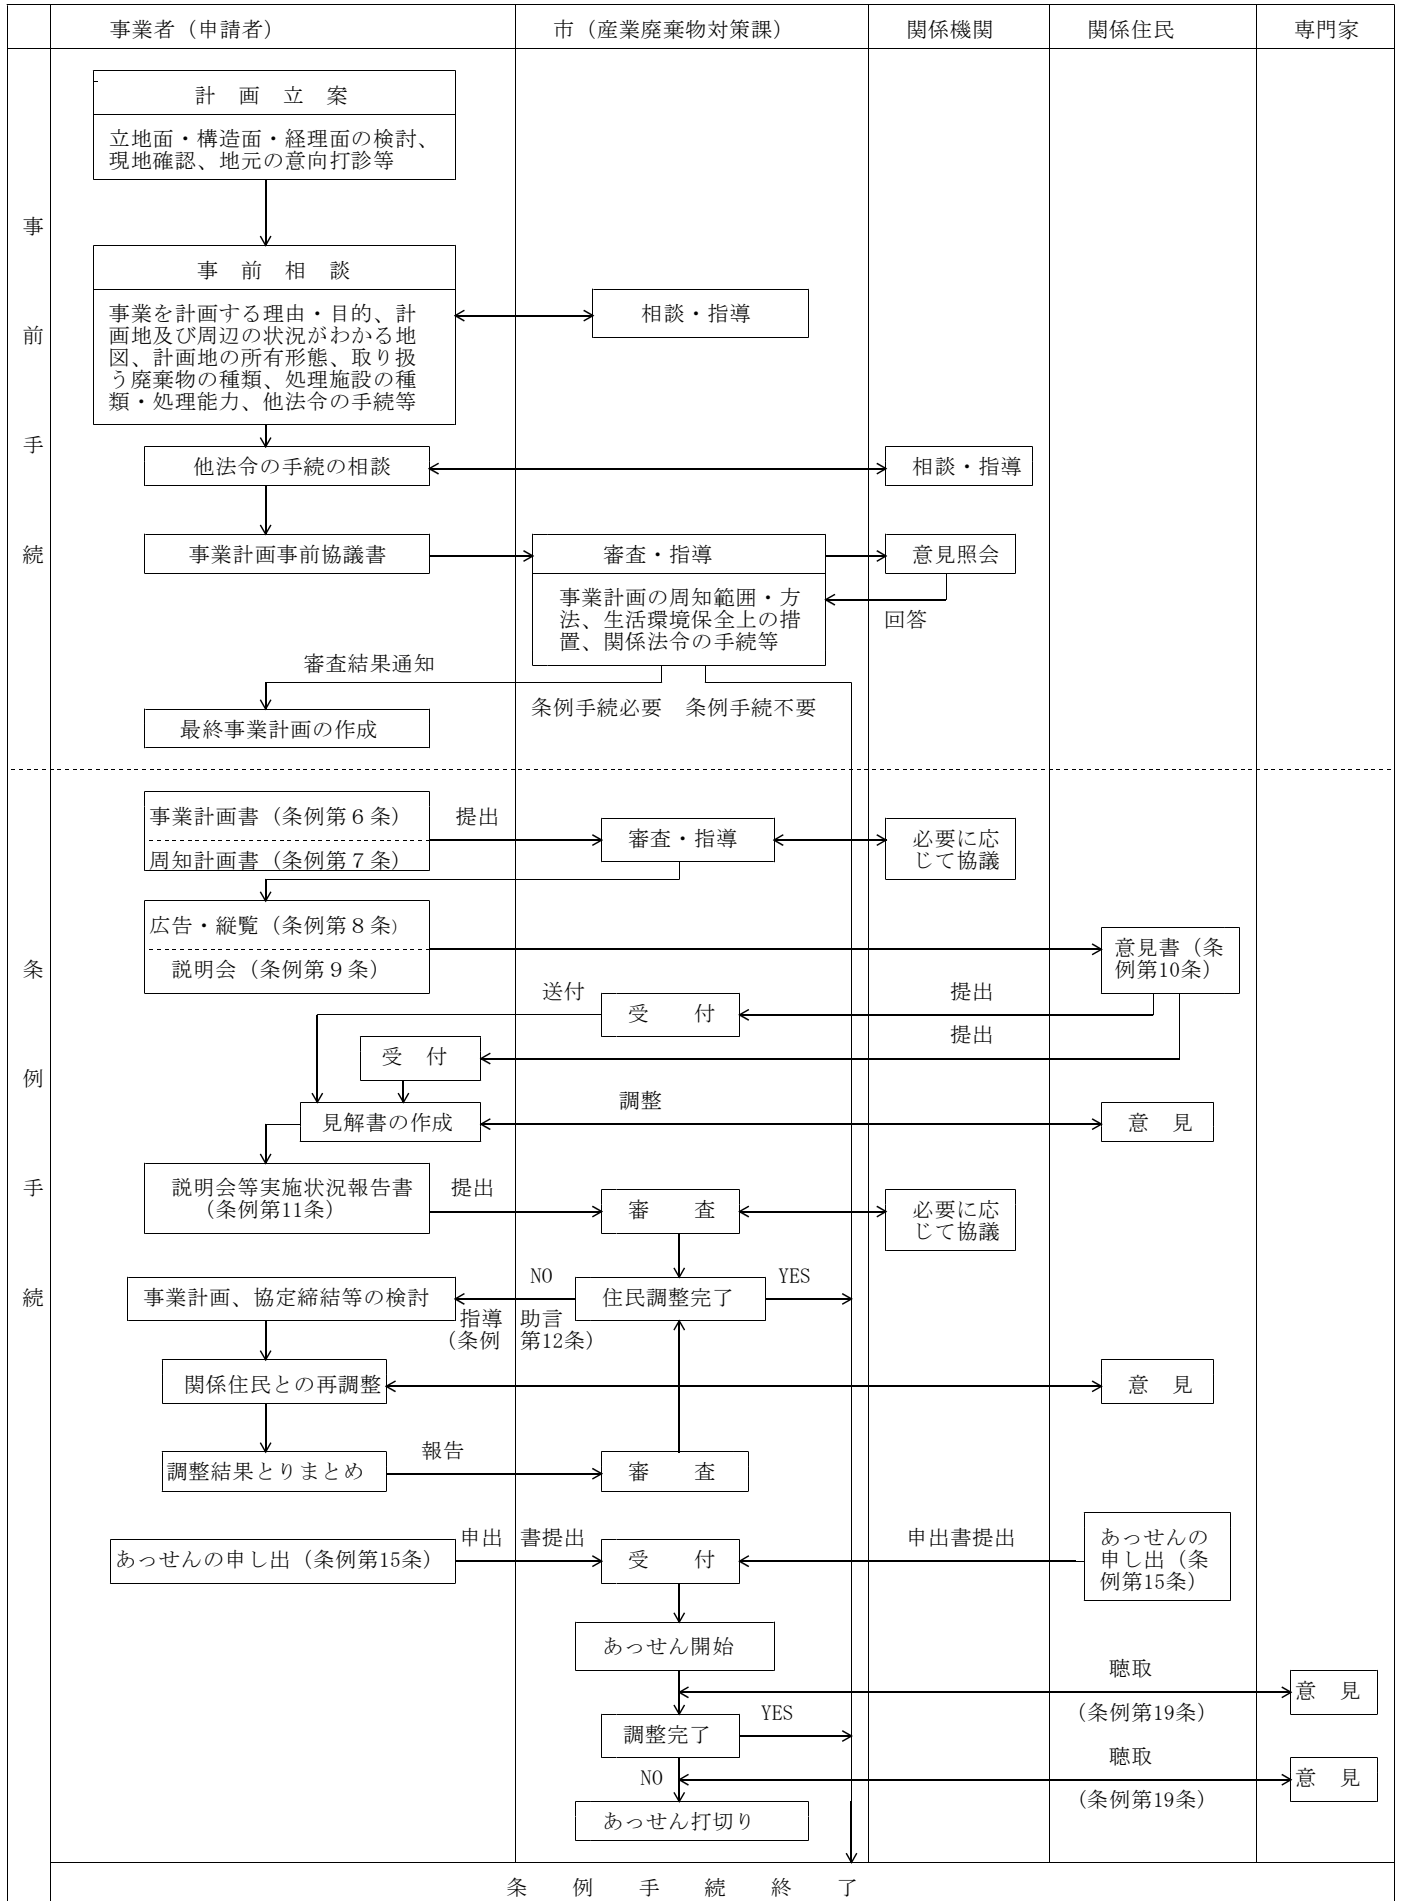 事業者（申請者）
市（産業廃棄物対策課）
関係機関
関係住民
専門家
事前手続
計　画　立　案
立地面・構造面・経理面の検討、
現地確認、地元の意向打診等
事　前　相　談
事業を計画する理由・目的、計
画地及び周辺の状況がわかる地
図、計画地の所有形態、取り扱
う廃棄物の種類、処理施設の種
類・処理能力、他法令の手続等
相談・指導
他法令の手続の相談
相談・指導
事業計画事前協議書
審査・指導
意見照会
事業計画の周知範囲・方
法、生活環境保全上の措
置、関係法令の手続等
回答
審査結果通知
条例手続必要
条例手続不要
最終事業計画の作成
条例手続
事業計画書（条例第６条）
提出
周知計画書（条例第７条）
審査・指導
必要に応
じて協議
広告・縦覧（条例第８条）
説明会（条例第９条）
意見書（条
例第10条）
送付
受　　付
提出
提出
受　付
見解書の作成
調整
意　見
説明会等実施状況報告書
（条例第11条）
提出
審　　査
必要に応
じて協議
事業計画、協定締結等の検討
NO
住民調整完了
YES
指導　助言
（条例　第12条）
関係住民との再調整
意　見
調整結果とりまとめ
報告
審　　査
あっせんの申し出（条例第15条）
申出　書提出
受　　付
申出書提出
あっせんの
申し出（条
例第15条）
あっせん開始
聴取
（条例第19条）
意　見
調整完了
YES
NO
聴取
（条例第19条）
意　見
あっせん打切り
条　例　手　続　終　了